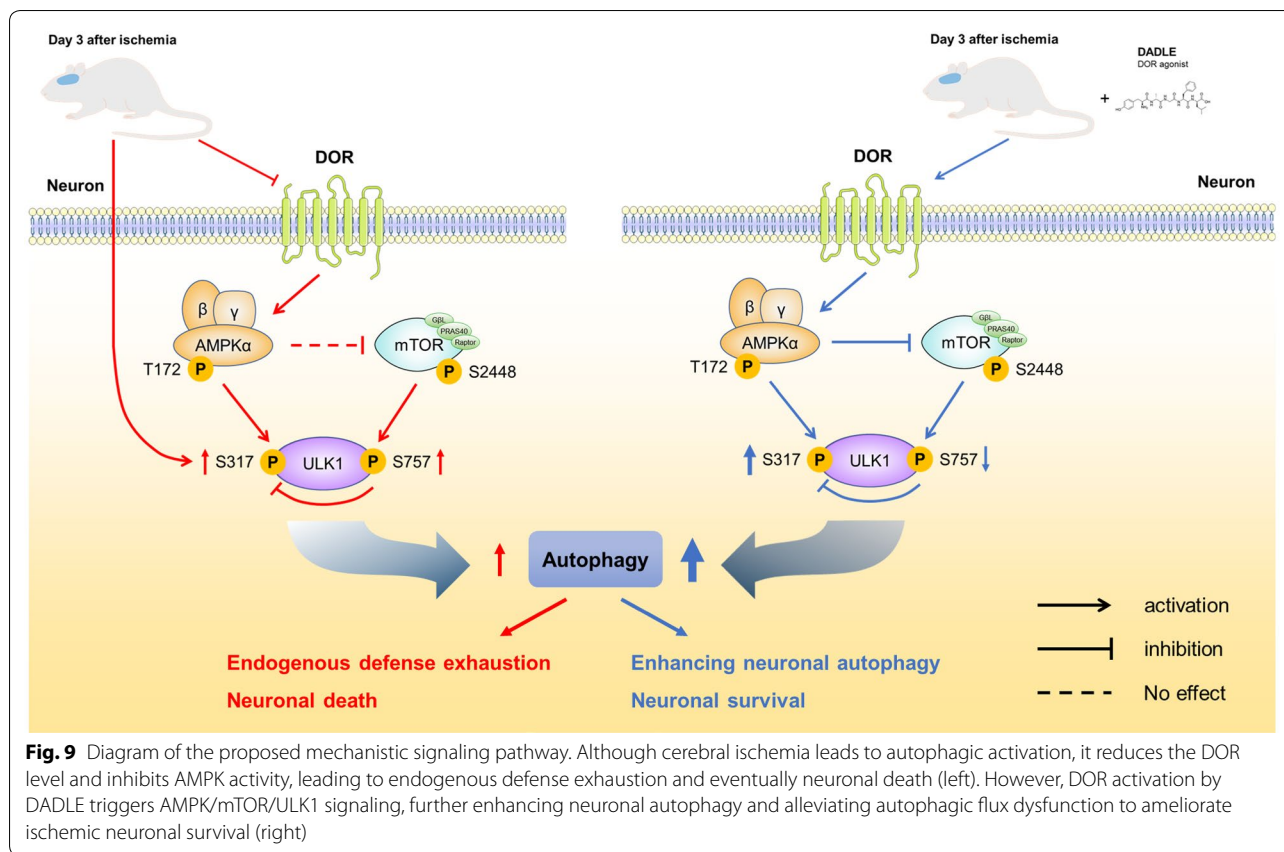 Day 3 after ischemia
Day 3 after ischemia
DADLE
DOR agonist
+
DOR
DOR
Neuron
Neuron
β γ
β γ
AMPKα
GβL
PRAS40
Raptor
mTOR
AMPKα
GβL
PRAS40
Raptor
mTOR
T172 P
P S2448
T172 P
P S2448
S317 P ULK1 P S757
S317 P ULK1 P S757
Autophagy
activation
inhibition
No effect
Endogenous defense exhaustion
Neuronal death
Enhancing neuronal autophagy
Neuronal survival
Fig. 9 Diagram of the proposed mechanistic signaling pathway. Although cerebral ischemia leads to autophagic activation, it reduces the DOR
level and inhibits AMPK activity, leading to endogenous defense exhaustion and eventually neuronal death (left). However, DOR activation by
DADLE triggers AMPK/mTOR/ULK1 signaling, further enhancing neuronal autophagy and alleviating autophagic flux dysfunction to ameliorate
ischemic neuronal survival (right)